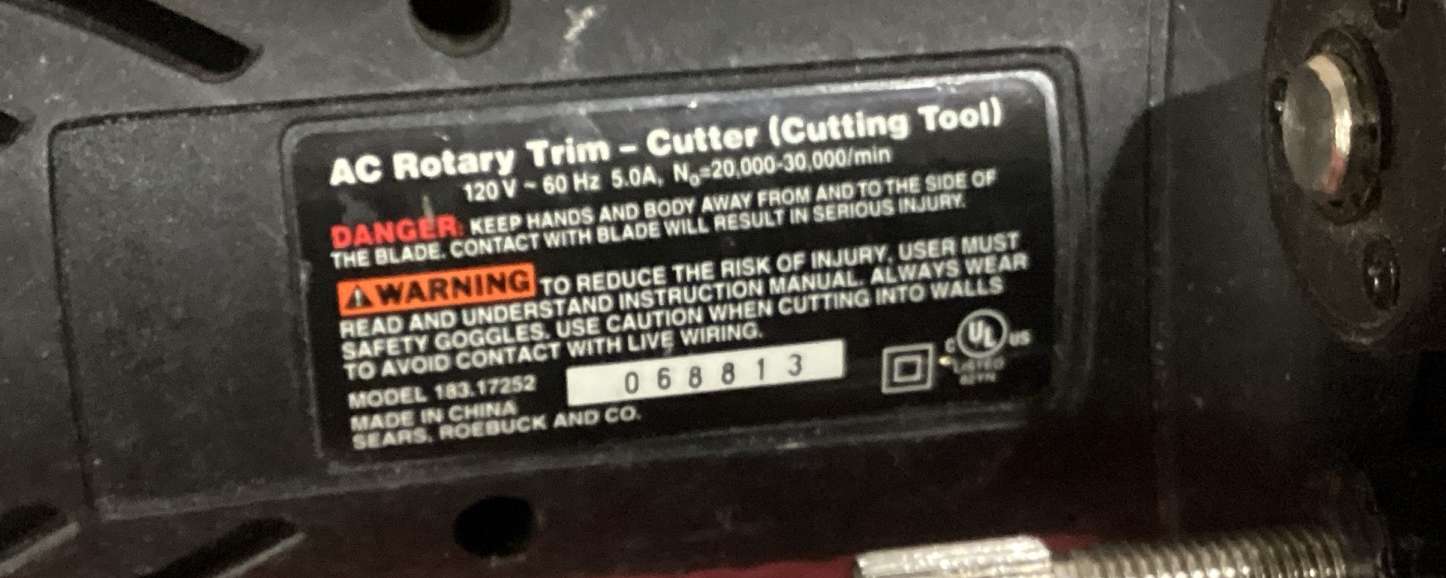 AC Rotary Trim – Cutter (Cutting Tool)
120 V ~ 60 Hz 5.0A, No=20,000-30,000/min
DANGER: KEEP HANDS AND BODY AWAY FROM AND TO THE SIDE OF
THE BLADE. CONTACT WITH BLADE WILL RESULT IN SERIOUS INJURY.
⚠WARNING TO REDUCE THE RISK OF INJURY, USER MUST
READ AND UNDERSTAND INSTRUCTION MANUAL. ALWAYS WEAR
SAFETY GOGGLES. USE CAUTION WHEN CUTTING INTO WALLS
TO AVOID CONTACT WITH LIVE WIRING.
MODEL 183.17252
068813
MADE IN CHINA
SEARS, ROEBUCK AND CO.
C UL US
LISTED